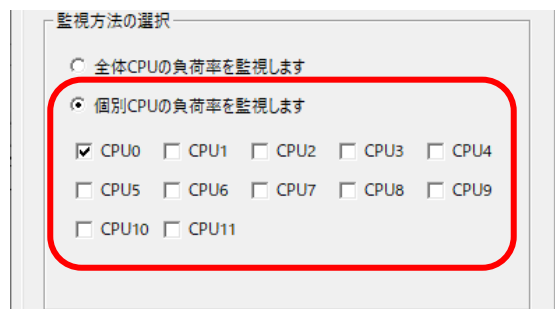 監視方法の選択
全体CPUの負荷率を監視します
個別CPUの負荷率を監視します
CPU0 CPU1 CPU2 CPU3 CPU4
CPU5 CPU6 CPU7 CPU8 CPU9
CPU10 CPU11